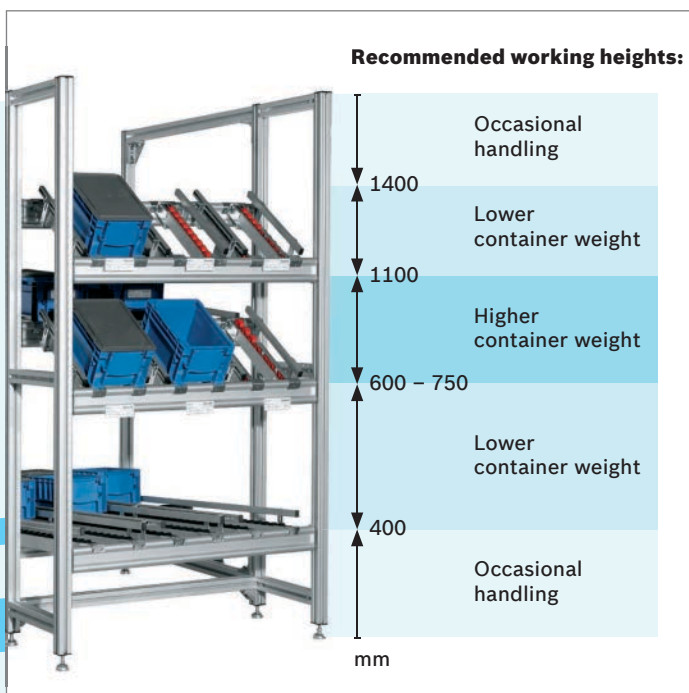 Recommended working heights:
Occasional
handling
1400
Lower
container weight
1100
Higher
container weight
600 – 750
Lower
container weight
400
Occasional
handling
mm